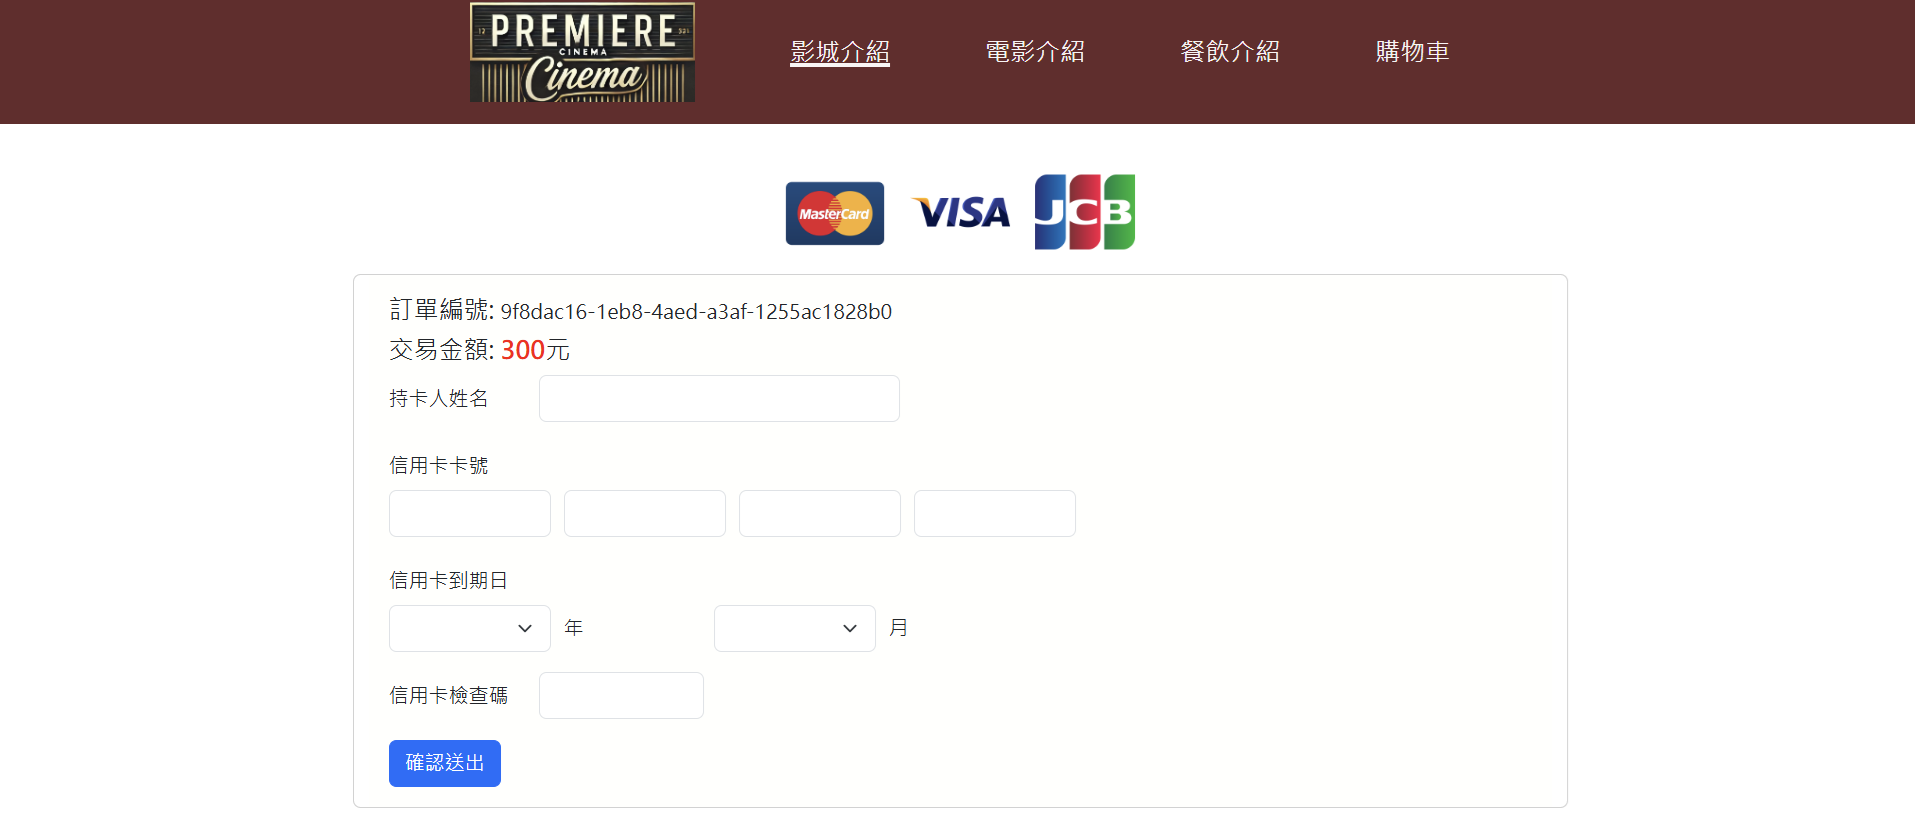 PREMIERE
CINEMA
Cinema
影城介紹
電影介紹
餐飲介紹
購物車
MasterCard
VISA
JCB
訂單編號: 9f8dac16-1eb8-4aed-a3af-1255ac1828b0
交易金額: 300元
持卡人姓名
信用卡卡號
信用卡到期日
年
月
信用卡檢查碼
確認送出